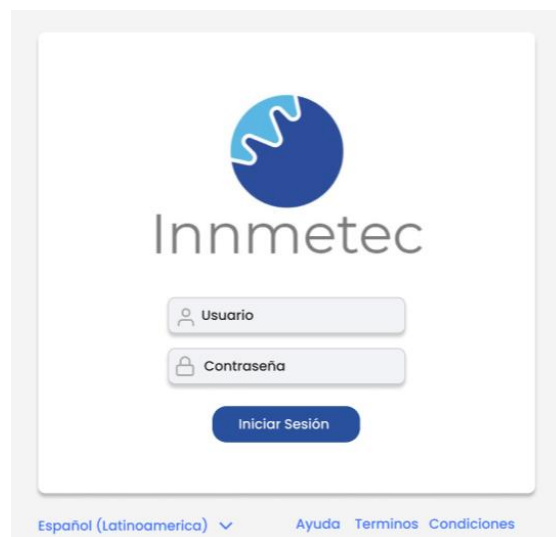 Innmetec
Usuario
Contraseña
Iniciar Sesión
Español (Latinoamerica) Ayuda Terminos Condiciones